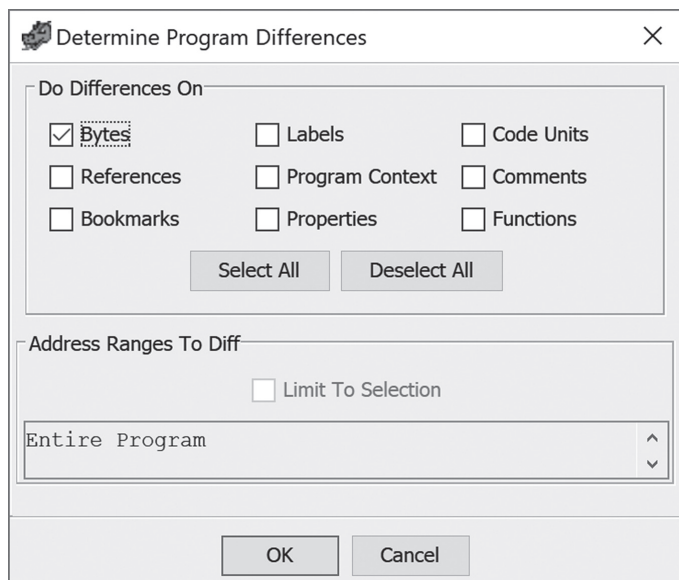 Determine Program Differences
Do Differences On
Bytes Labels Code Units
References Program Context Comments
Bookmarks Properties Functions
Select All Deselect All
Address Ranges To Diff
Limit To Selection
Entire Program
OK Cancel